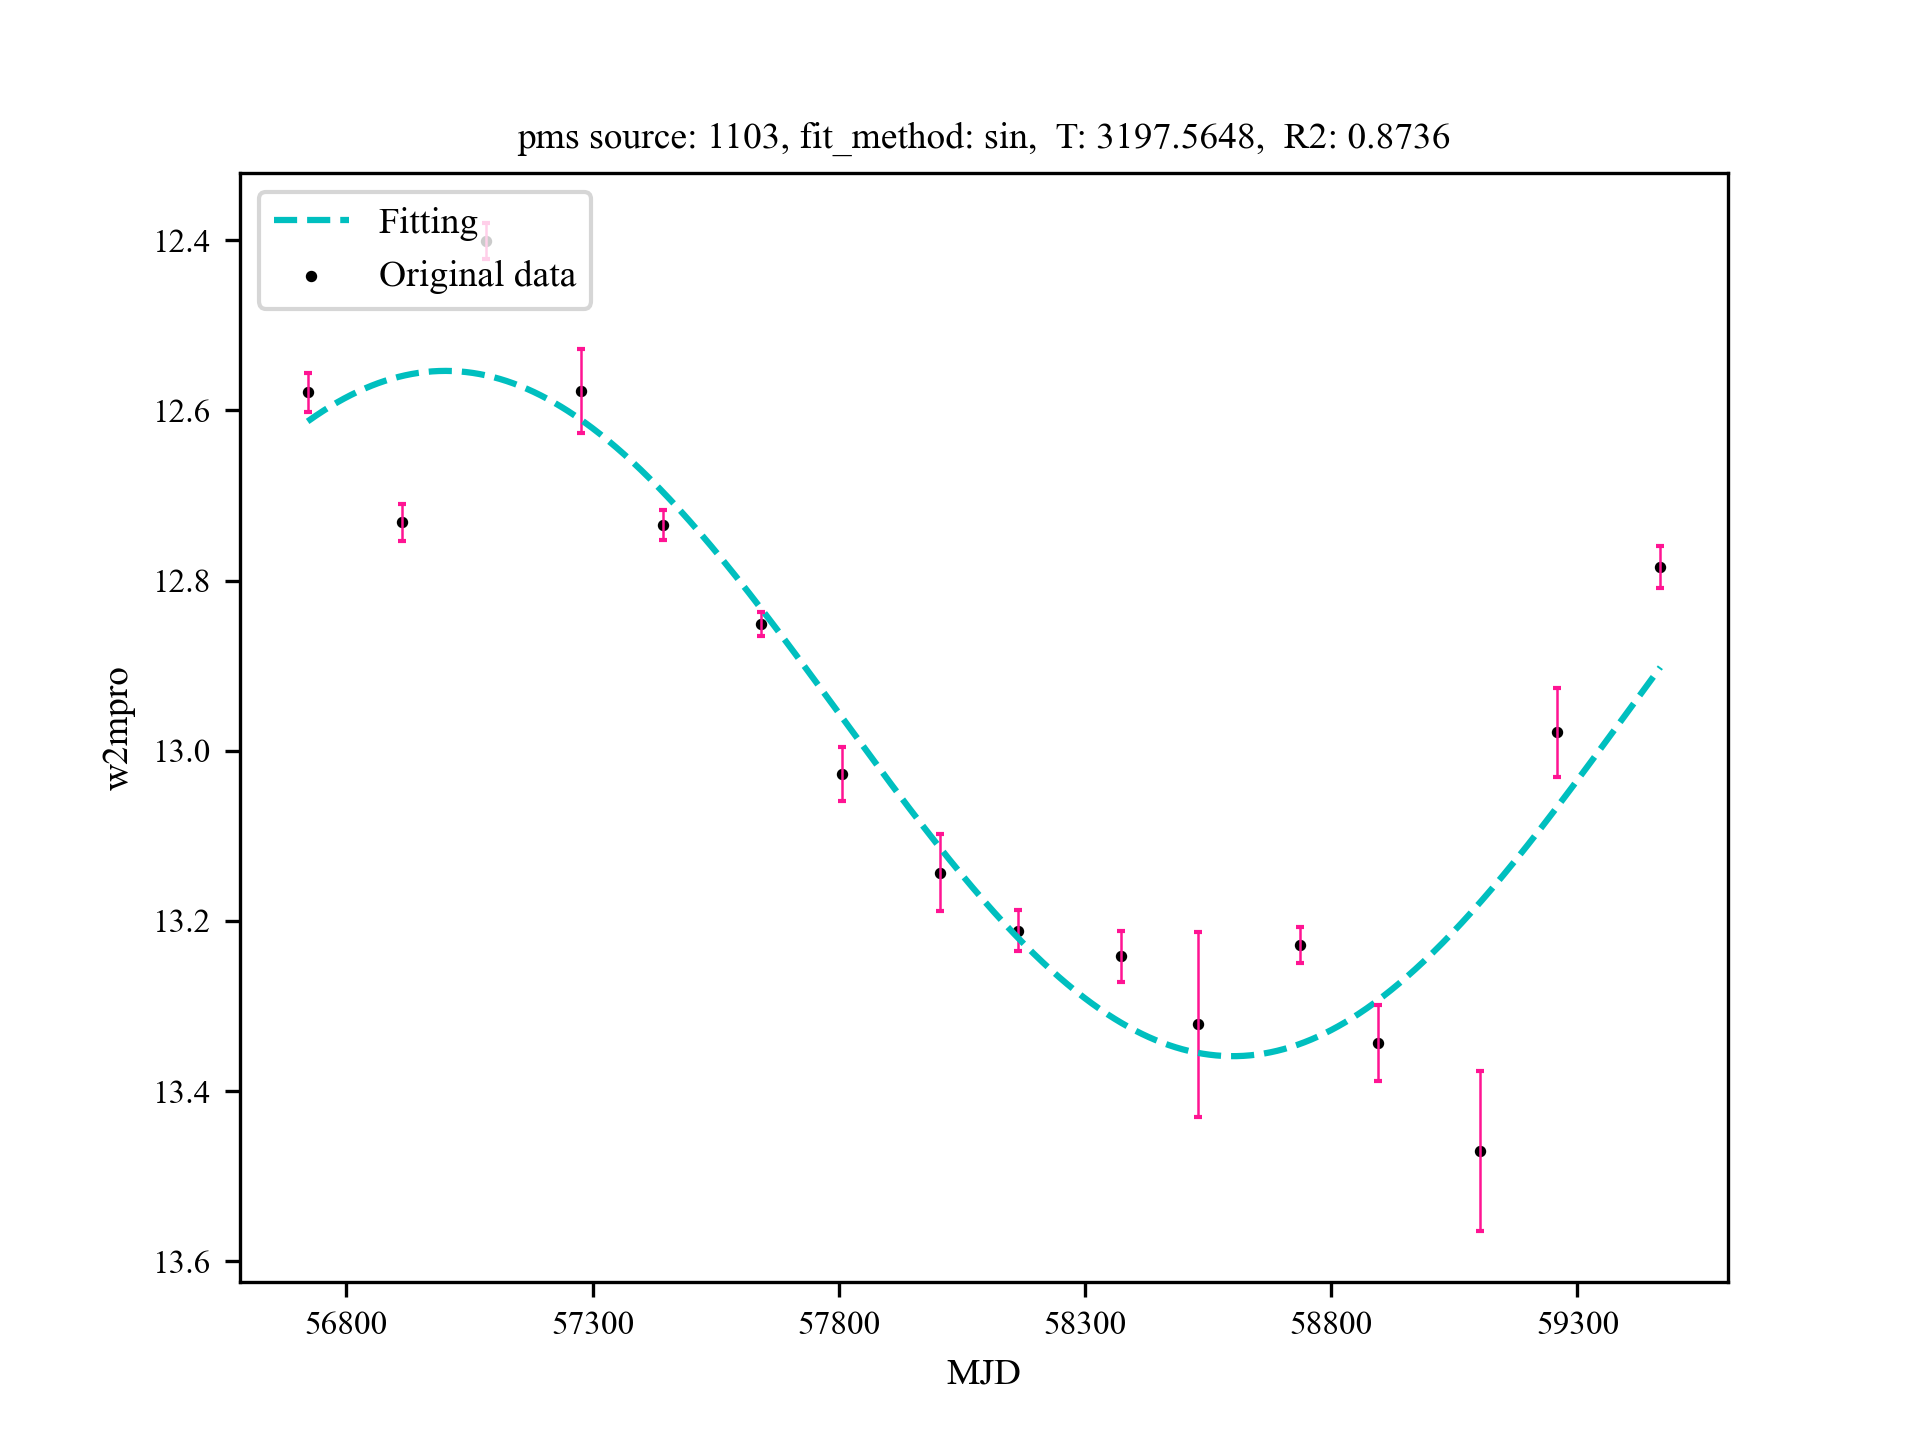 pms source: 1103, fit_method: sin,  T: 3197.5648,  R2: 0.8736
Fitting
Original data
12.4
12.6
12.8
13.0
13.2
13.4
13.6
w2mpro
56800 57300 57800 58300 58800 59300
MJD